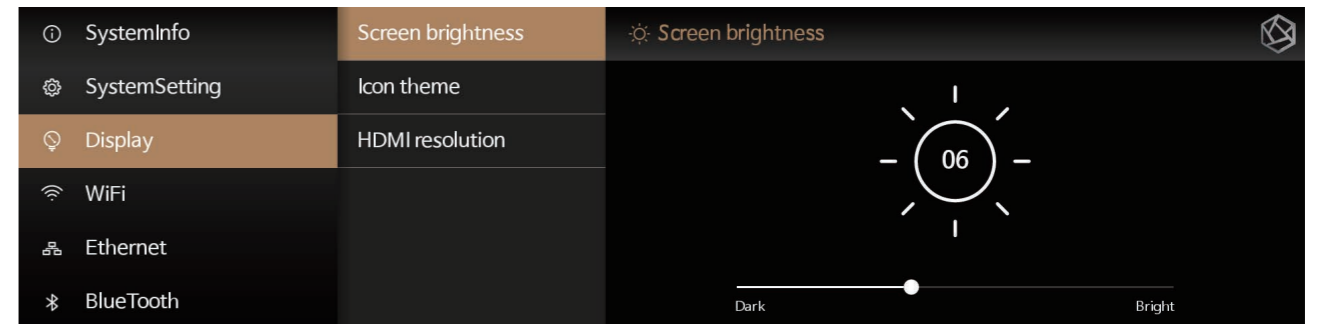 SystemInfo
SystemSetting
Display
WiFi
Ethernet
BlueTooth
Screen brightness
Icon theme
HDMI resolution
Screen brightness
06
Dark
Bright